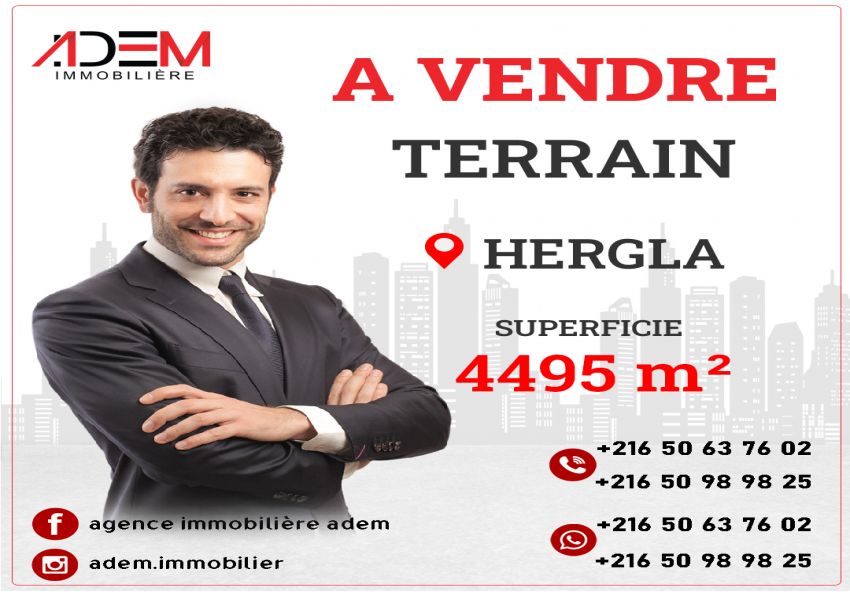 ADEM
IMMOBILIÈRE
A VENDRE
TERRAIN
HERGLA
SUPERFICIE
4495 m²
+216 50 63 76 02
+216 50 98 98 25
+216 50 63 76 02
+216 50 98 98 25
agence immobilière adem
adem.immobilier